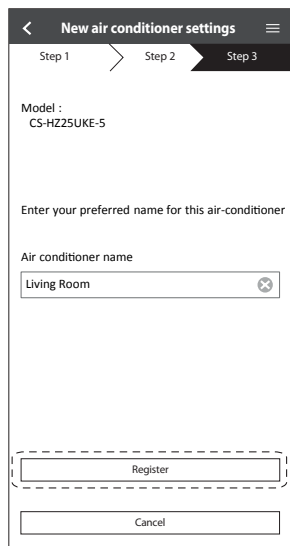 New air conditioner settings
Step 1 Step 2 Step 3
Model :
CS-HZ25UKE-5
Enter your preferred name for this air-conditioner
Air conditioner name
Living Room
Register
Cancel